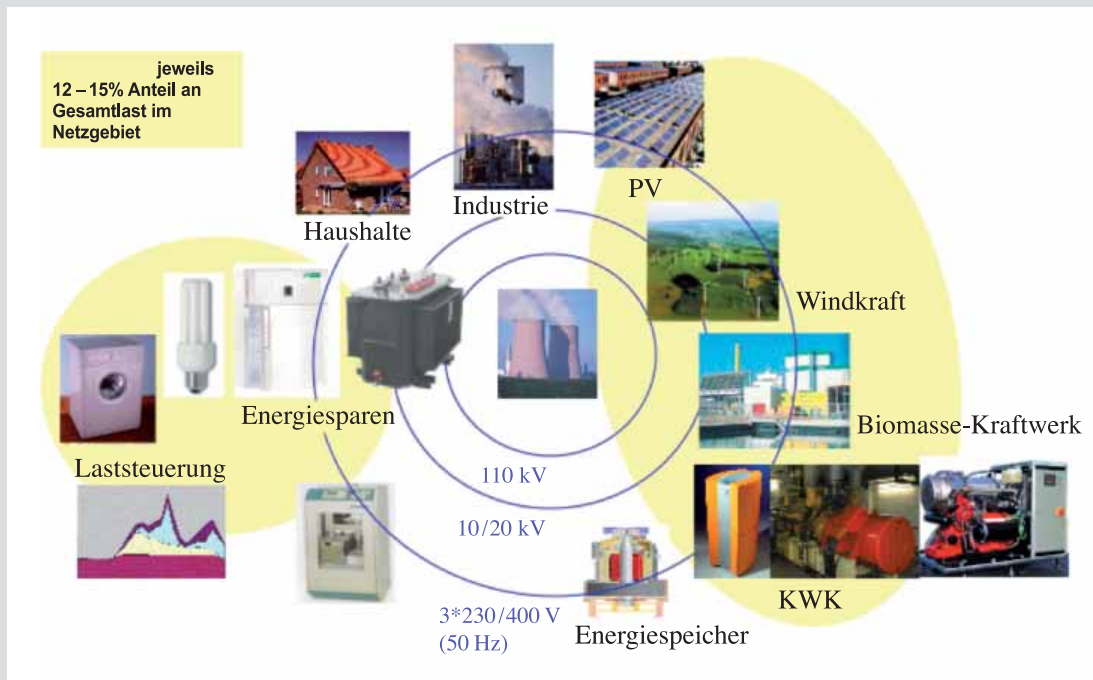 jeweils
12 – 15% Anteil an
Gesamtlast im
Netzgebiet
Industrie
PV
Haushalte
Windkraft
Energiesparen
Biomasse-Kraftwerk
Laststeuerung
110 kV
10/20 kV
KWK
3*230/400 V
(50 Hz)
Energiespeicher